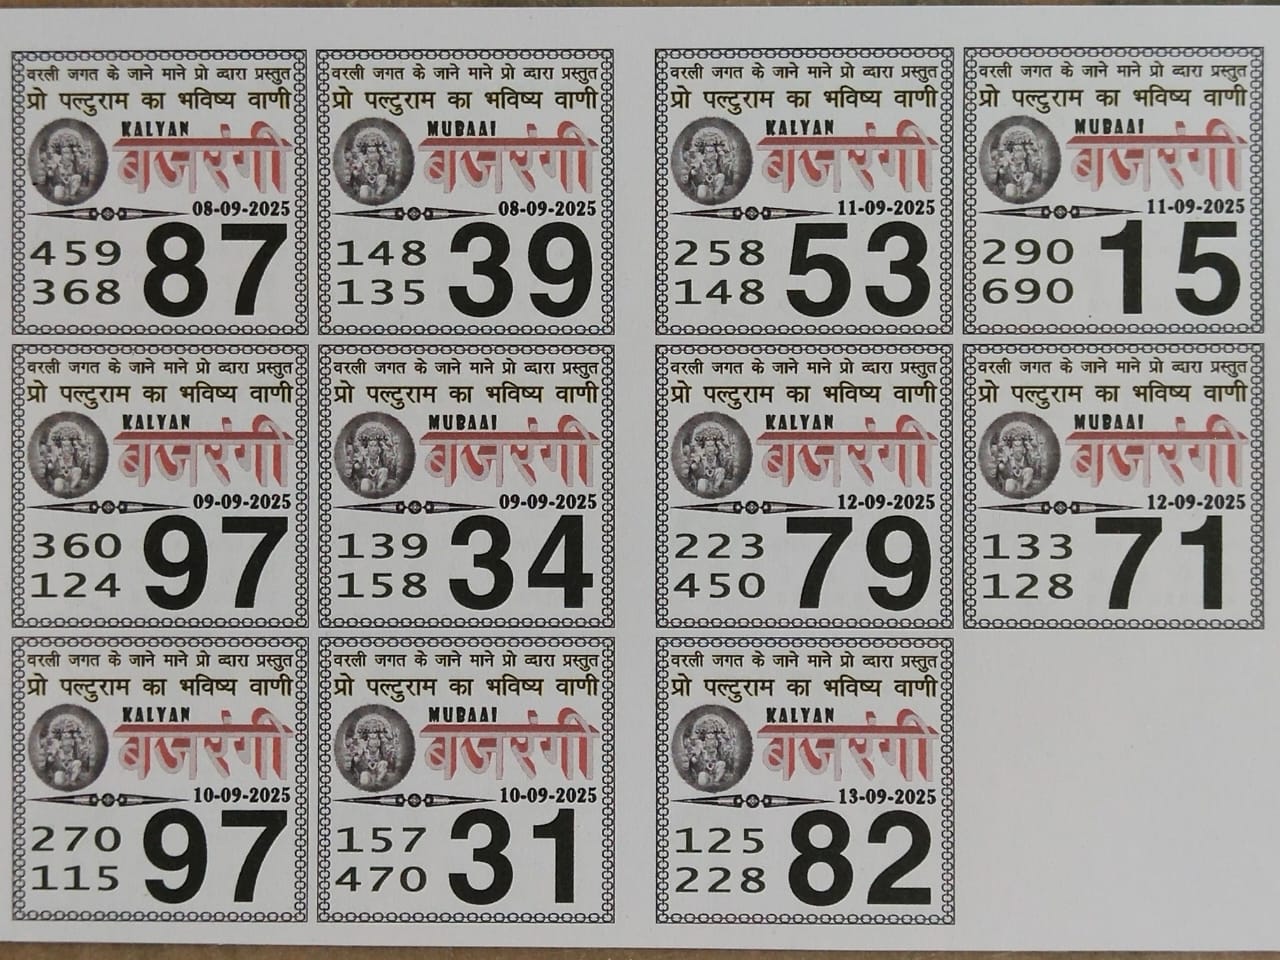 वरली जगत के जाने माने प्रो व्दारा प्रस्तुत
प्रो पल्टुराम का भविष्य वाणी
KALYAN
बजरंगी
08-09-2025
459
368
87
वरली जगत के जाने माने प्रो व्दारा प्रस्तुत
प्रो पल्टुराम का भविष्य वाणी
MUBAAI
बजरंगी
08-09-2025
148
135
39
वरली जगत के जाने माने प्रो व्दारा प्रस्तुत
प्रो पल्टुराम का भविष्य वाणी
KALYAN
बजरंगी
11-09-2025
258
148
53
वरली जगत के जाने माने प्रो व्दारा प्रस्तुत
प्रो पल्टुराम का भविष्य वाणी
MUBAAI
बजरंगी
11-09-2025
290
690
15
वरली जगत के जाने माने प्रो व्दारा प्रस्तुत
प्रो पल्टुराम का भविष्य वाणी
KALYAN
बजरंगी
09-09-2025
360
124
97
वरली जगत के जाने माने प्रो व्दारा प्रस्तुत
प्रो पल्टुराम का भविष्य वाणी
MUBAAI
बजरंगी
09-09-2025
139
158
34
वरली जगत के जाने माने प्रो व्दारा प्रस्तुत
प्रो पल्टुराम का भविष्य वाणी
KALYAN
बजरंगी
12-09-2025
223
450
79
वरली जगत के जाने माने प्रो व्दारा प्रस्तुत
प्रो पल्टुराम का भविष्य वाणी
MUBAAI
बजरंगी
12-09-2025
133
128
71
वरली जगत के जाने माने प्रो व्दारा प्रस्तुत
प्रो पल्टुराम का भविष्य वाणी
KALYAN
बजरंगी
10-09-2025
270
115
97
वरली जगत के जाने माने प्रो व्दारा प्रस्तुत
प्रो पल्टुराम का भविष्य वाणी
MUBAAI
बजरंगी
10-09-2025
157
470
31
वरली जगत के जाने माने प्रो व्दारा प्रस्तुत
प्रो पल्टुराम का भविष्य वाणी
KALYAN
बजरंगी
13-09-2025
125
228
82